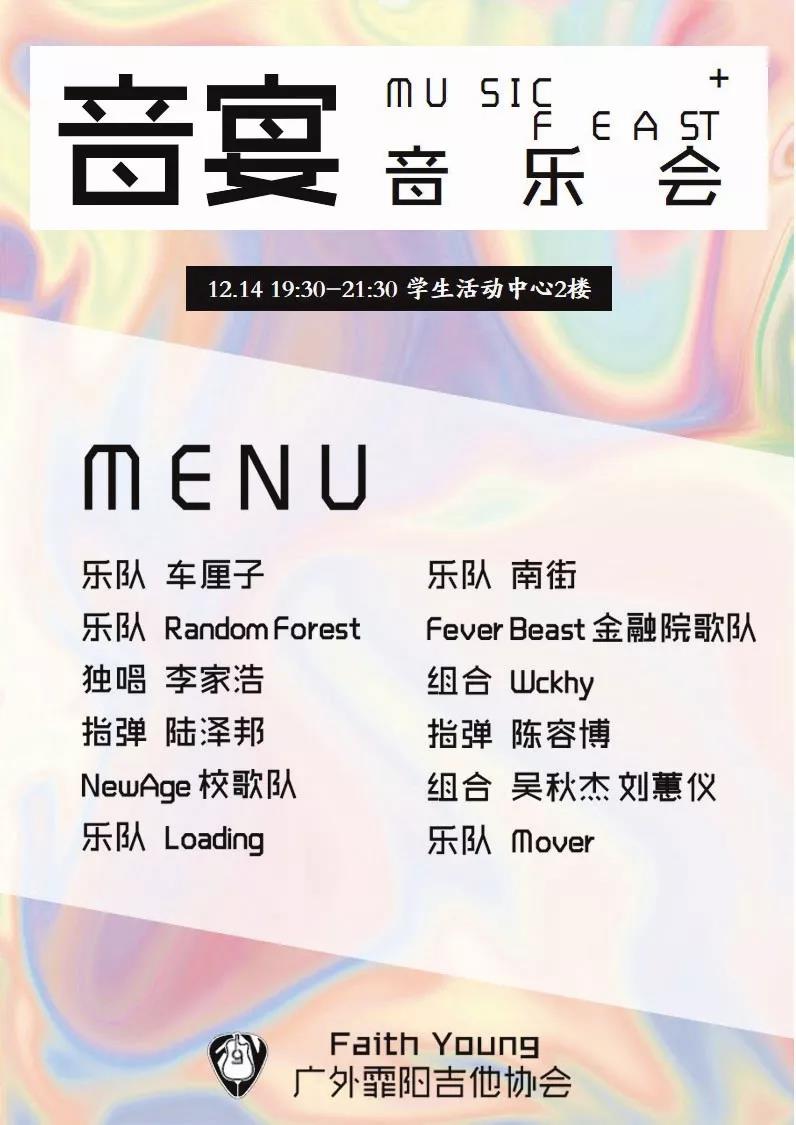 音宴
MUSIC
FEAST
+
音乐会
12.14 19:30-21:30 学生活动中心2楼
MENU
乐队 车厘子
乐队 Random Forest
独唱 李家浩
指弹 陆泽邦
NewAge 校歌队
乐队 Loading
乐队 南街
Fever Beast 金融院歌队
组合 Wckhy
指弹 陈容博
组合 吴秋杰 刘蕙仪
乐队 Mover
Faith Young
广外霏阳吉他协会